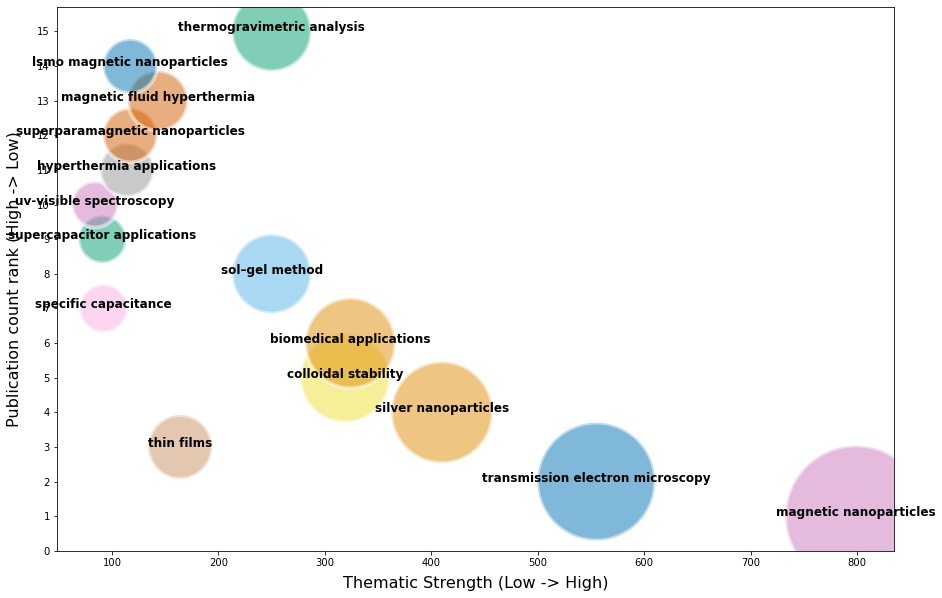 15
thermogravimetric analysis
14
lsmo magnetic nanoparticles
13
magnetic fluid hyperthermia
12
superparamagnetic nanoparticles
11
hyperthermia applications
10
uv-visible spectroscopy
9
supercapacitor applications
8
sol–gel method
7
specific capacitance
6
biomedical applications
5
colloidal stability
4
silver nanoparticles
3
thin films
2
transmission electron microscopy
1
magnetic nanoparticles
0
Publication count rank (High -> Low)
100 200 300 400 500 600 700 800
Thematic Strength (Low -> High)